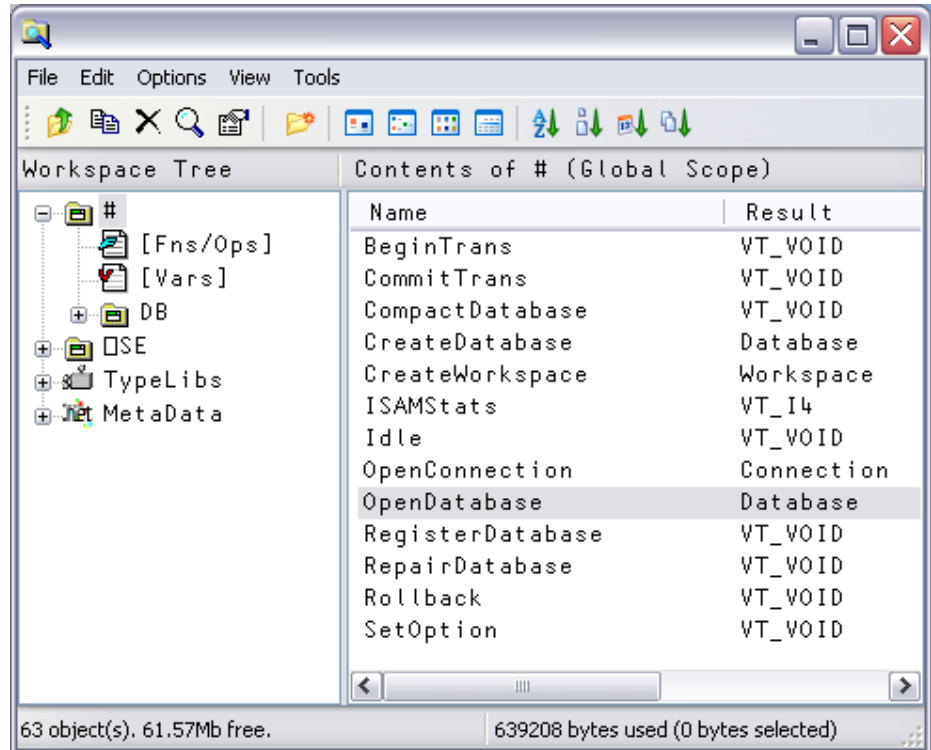 File Edit Options View Tools
Workspace Tree
Contents of # (Global Scope)
#
[Fns/Ops]
[Vars]
DB
⎕SE
TypeLibs
.net MetaData
Name Result
BeginTrans VT_VOID
CommitTrans VT_VOID
CompactDatabase VT_VOID
CreateDatabase Database
CreateWorkspace Workspace
ISAMStats VT_I4
Idle VT_VOID
OpenConnection Connection
OpenDatabase Database
RegisterDatabase VT_VOID
RepairDatabase VT_VOID
Rollback VT_VOID
SetOption VT_VOID
63 object(s). 61.57Mb free.
639208 bytes used (0 bytes selected)